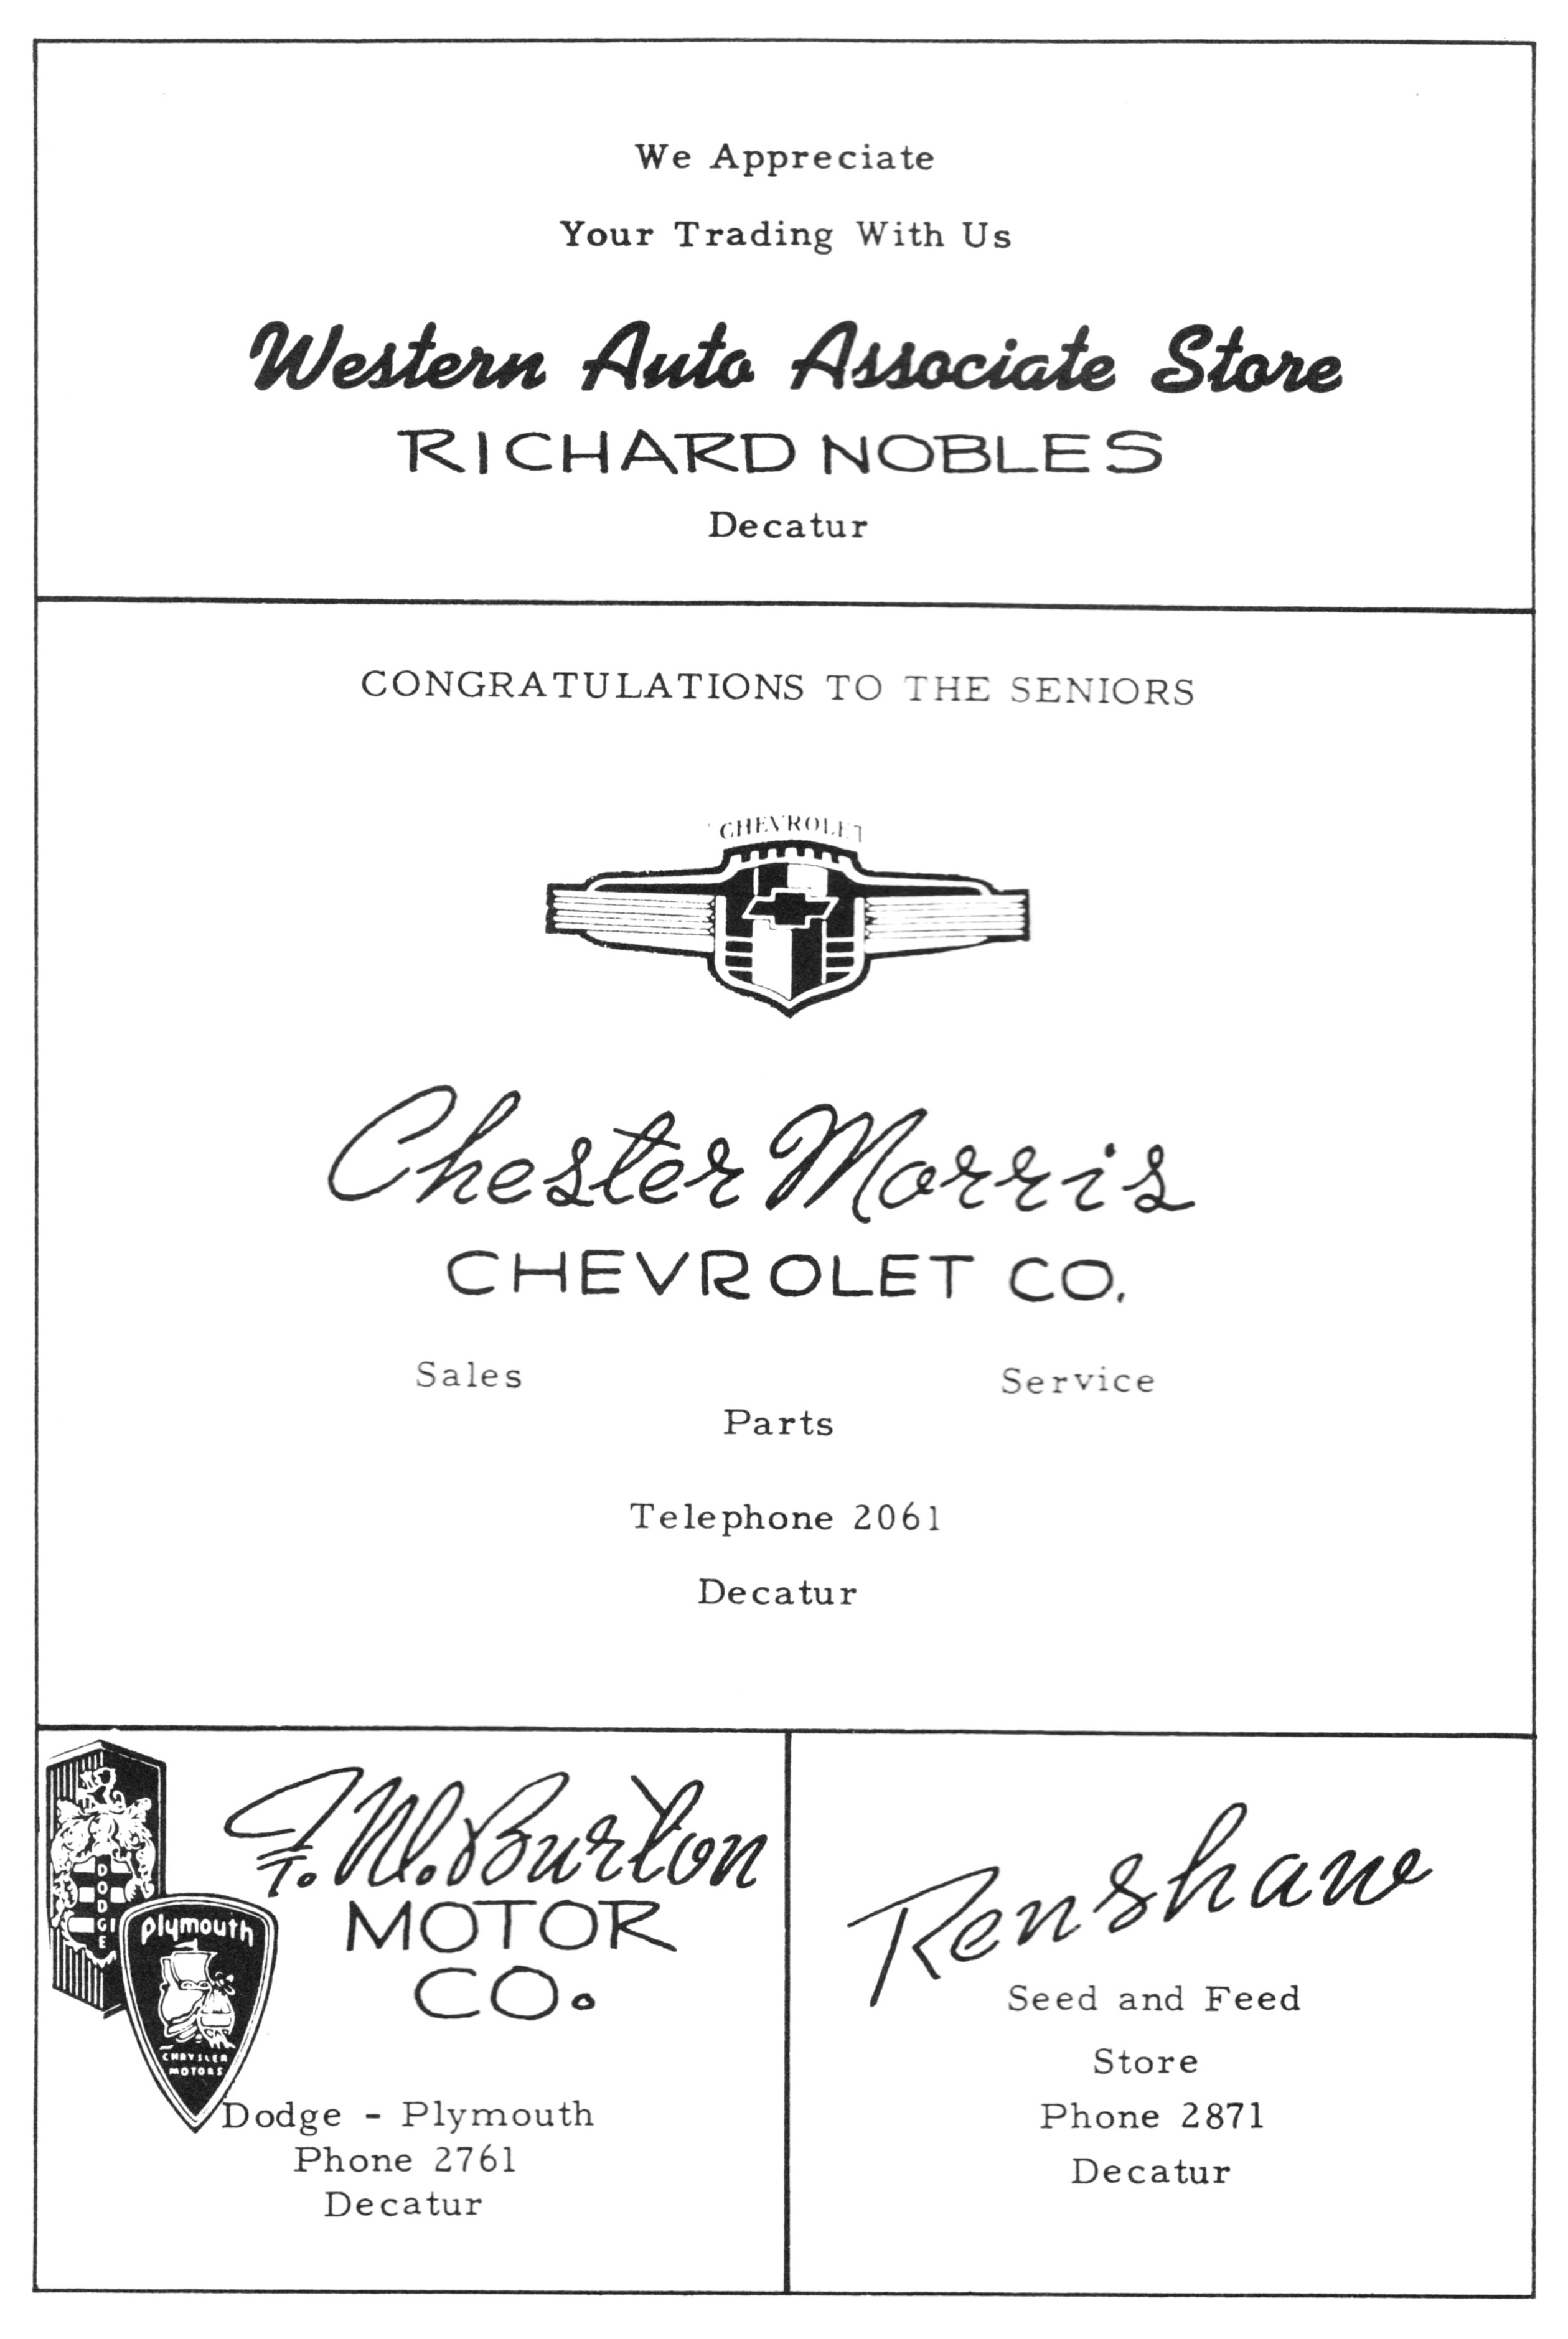 We Appreciate
Your Trading With Us
Western Auto Associate Store
RICHARD NOBLES
Decatur
CONGRATULATIONS TO THE SENIORS
CHEVROLET
Chester Morris
CHEVROLET CO.
Sales Service
Parts
Telephone 2061
Decatur
DODGE
Plymouth
CHRYSLER
MOTORS
F. W. Burton
MOTOR
CO.
Dodge - Plymouth
Phone 2761
Decatur
Renshaw
Seed and Feed
Store
Phone 2871
Decatur